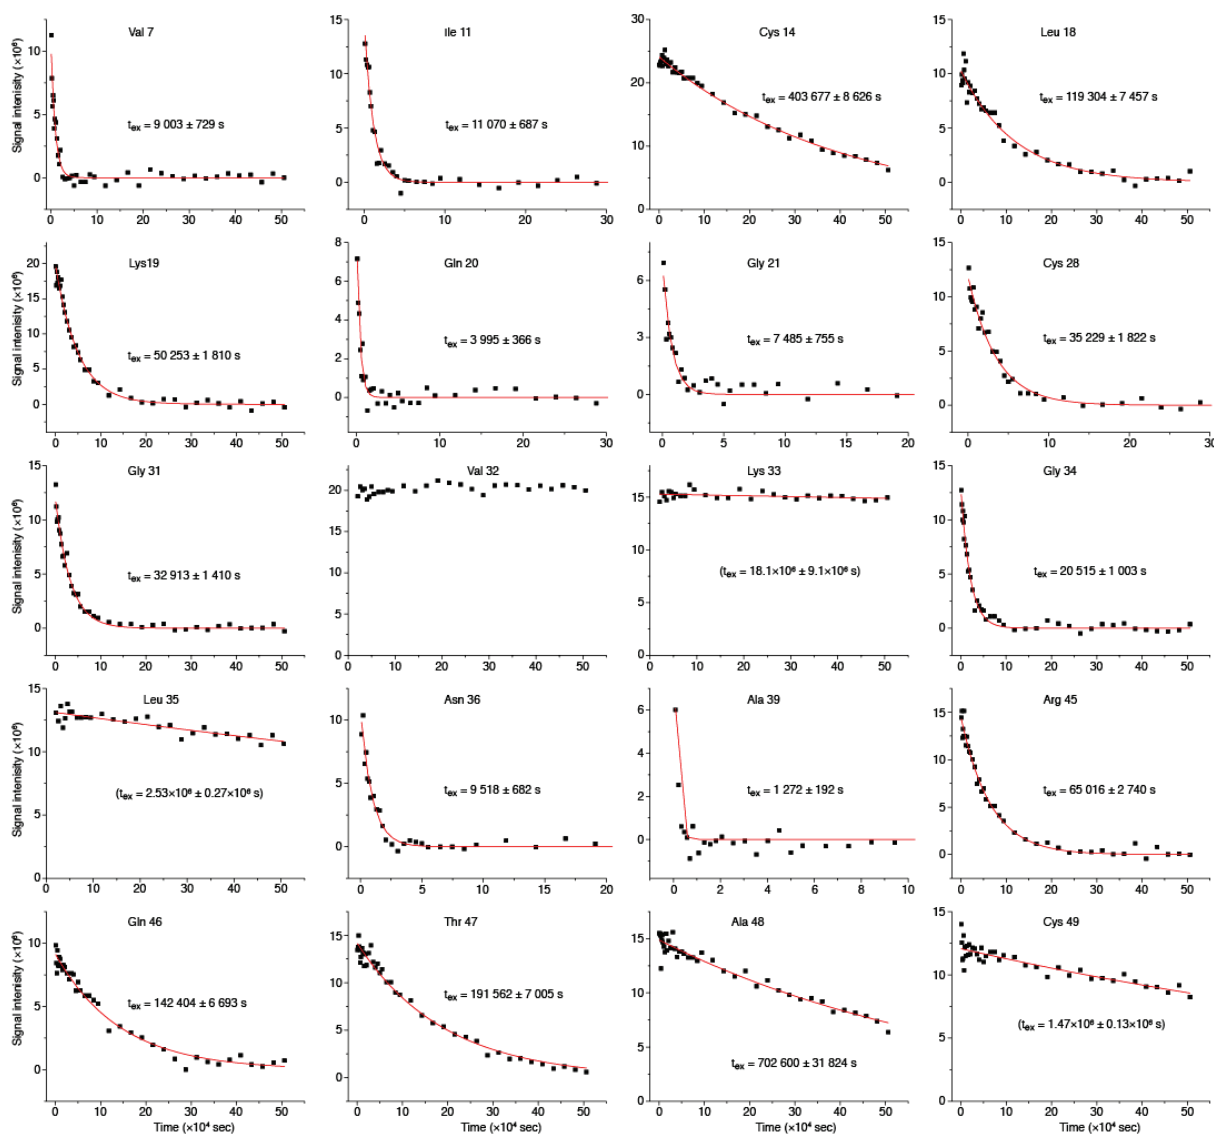 Val 7
Signal intenisity (×10⁶)
10
5
0
t_ex = 9 003 ± 729 s
0 10 20 30 40 50
Ile 11
15
10
5
0
t_ex = 11 070 ± 687 s
0 10 20 30
Cys 14
30
20
10
0
t_ex = 403 677 ± 8 626 s
0 10 20 30 40 50
Leu 18
15
10
5
0
t_ex = 119 304 ± 7 457 s
0 10 20 30 40 50
Lys19
Signal intenisity (×10⁶)
20
15
10
5
0
t_ex = 50 253 ± 1 810 s
0 10 20 30 40 50
Gln 20
8
6
4
2
0
t_ex = 3 995 ± 366 s
0 10 20 30
Gly 21
6
3
0
t_ex = 7 485 ± 755 s
0 5 10 15 20
Cys 28
15
10
5
0
t_ex = 35 229 ± 1 822 s
0 10 20 30
Gly 31
Signal intenisity (×10⁶)
15
10
5
0
t_ex = 32 913 ± 1 410 s
0 10 20 30 40 50
Val 32
20
15
10
5
0
0 10 20 30 40 50
Lys 33
15
10
5
0
(t_ex = 18.1×10⁶ ± 9.1×10⁶ s)
0 10 20 30 40 50
Gly 34
15
10
5
0
t_ex = 20 515 ± 1 003 s
0 10 20 30 40 50
Leu 35
Signal intenisity (×10⁶)
15
10
5
0
(t_ex = 2.53×10⁶ ± 0.27×10⁶ s)
0 10 20 30 40 50
Asn 36
10
5
0
t_ex = 9 518 ± 682 s
0 5 10 15 20
Ala 39
6
4
2
0
t_ex = 1 272 ± 192 s
0 2 4 6 8 10
Arg 45
15
10
5
0
t_ex = 65 016 ± 2 740 s
0 10 20 30 40 50
Gln 46
Signal intenisity (×10⁶)
10
5
0
t_ex = 142 404 ± 6 693 s
0 10 20 30 40 50
Time (×10⁴ sec)
Thr 47
15
10
5
0
t_ex = 191 562 ± 7 005 s
0 10 20 30 40 50
Time (×10⁴ sec)
Ala 48
15
10
5
0
t_ex = 702 600 ± 31 824 s
0 10 20 30 40 50
Time (×10⁴ sec)
Cys 49
15
10
5
0
(t_ex = 1.47×10⁶ ± 0.13×10⁶ s)
0 10 20 30 40 50
Time (×10⁴ sec)